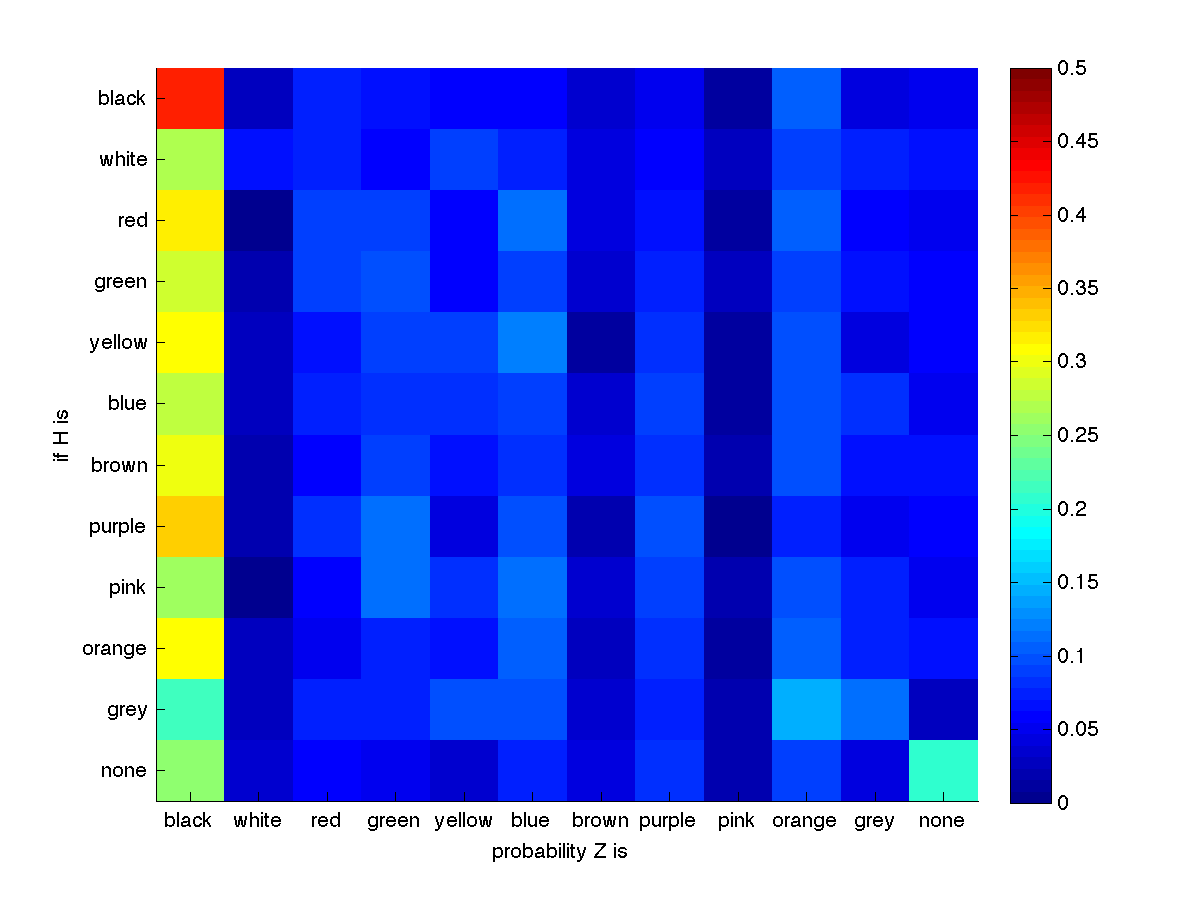 black
white
red
green
yellow
blue
brown
purple
pink
orange
grey
none
if H is
black white red green yellow blue brown purple pink orange grey none
probability Z is
0.5
0.45
0.4
0.35
0.3
0.25
0.2
0.15
0.1
0.05
0